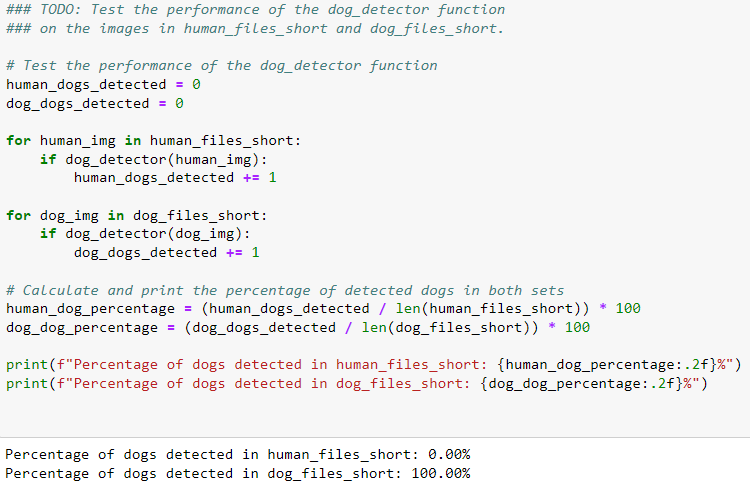 ### TODO: Test the performance of the dog_detector function
### on the images in human_files_short and dog_files_short.

# Test the performance of the dog_detector function
human_dogs_detected = 0
dog_dogs_detected = 0

for human_img in human_files_short:
    if dog_detector(human_img):
        human_dogs_detected += 1

for dog_img in dog_files_short:
    if dog_detector(dog_img):
        dog_dogs_detected += 1

# Calculate and print the percentage of detected dogs in both sets
human_dog_percentage = (human_dogs_detected / len(human_files_short)) * 100
dog_dog_percentage = (dog_dogs_detected / len(dog_files_short)) * 100

print(f"Percentage of dogs detected in human_files_short: {human_dog_percentage:.2f}%")
print(f"Percentage of dogs detected in dog_files_short: {dog_dog_percentage:.2f}%")

Percentage of dogs detected in human_files_short: 0.00%
Percentage of dogs detected in dog_files_short: 100.00%